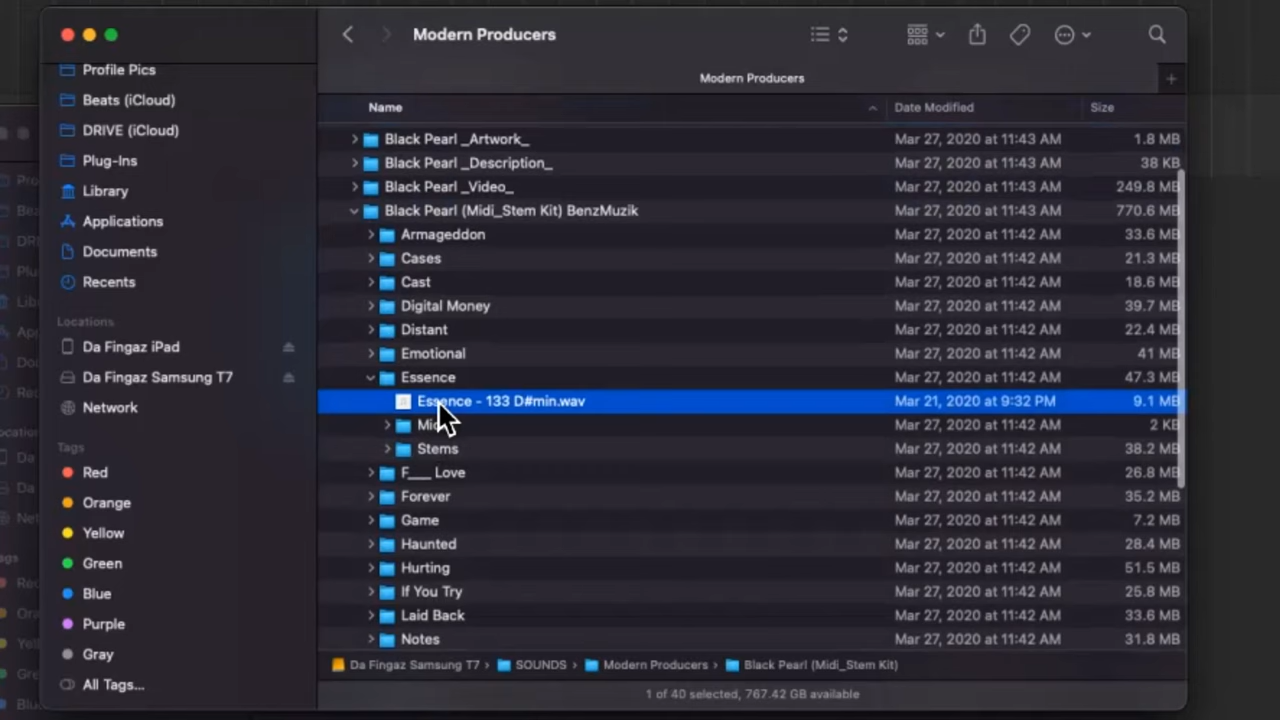 Modern Producers
Modern Producers
Profile Pics
Beats (iCloud)
DRIVE (iCloud)
Plug-Ins
Library
Applications
Documents
Recents
Locations
Da Fingaz iPad
Da Fingaz Samsung T7
Network
Tags
Red
Orange
Yellow
Green
Blue
Purple
Gray
All Tags...
Name Date Modified Size
Black Pearl _Artwork_ Mar 27, 2020 at 11:43 AM 1.8 MB
Black Pearl _Description_ Mar 27, 2020 at 11:43 AM 38 KB
Black Pearl _Video_ Mar 27, 2020 at 11:43 AM 249.8 MB
Black Pearl (Midi_Stem Kit) BenzMuzik Mar 27, 2020 at 11:43 AM 770.6 MB
Armageddon Mar 27, 2020 at 11:42 AM 33.6 MB
Cases Mar 27, 2020 at 11:42 AM 21.3 MB
Cast Mar 27, 2020 at 11:42 AM 18.6 MB
Digital Money Mar 27, 2020 at 11:42 AM 39.7 MB
Distant Mar 27, 2020 at 11:42 AM 22.4 MB
Emotional Mar 27, 2020 at 11:42 AM 41 MB
Essence Mar 27, 2020 at 11:42 AM 47.3 MB
Essence - 133 D#min.wav Mar 21, 2020 at 9:32 PM 9.1 MB
Mar 27, 2020 at 11:42 AM 2 KB
Stems Mar 27, 2020 at 11:42 AM 38.2 MB
F___ Love Mar 27, 2020 at 11:42 AM 26.8 MB
Forever Mar 27, 2020 at 11:42 AM 35.2 MB
Game Mar 27, 2020 at 11:42 AM 7.2 MB
Haunted Mar 27, 2020 at 11:42 AM 28.4 MB
Hurting Mar 27, 2020 at 11:42 AM 51.5 MB
If You Try Mar 27, 2020 at 11:42 AM 25.8 MB
Laid Back Mar 27, 2020 at 11:42 AM 33.6 MB
Notes Mar 27, 2020 at 11:42 AM 31.8 MB
Da Fingaz Samsung T7 › SOUNDS › Modern Producers › Black Pearl (Midi_Stem Kit)
1 of 40 selected, 767.42 GB available